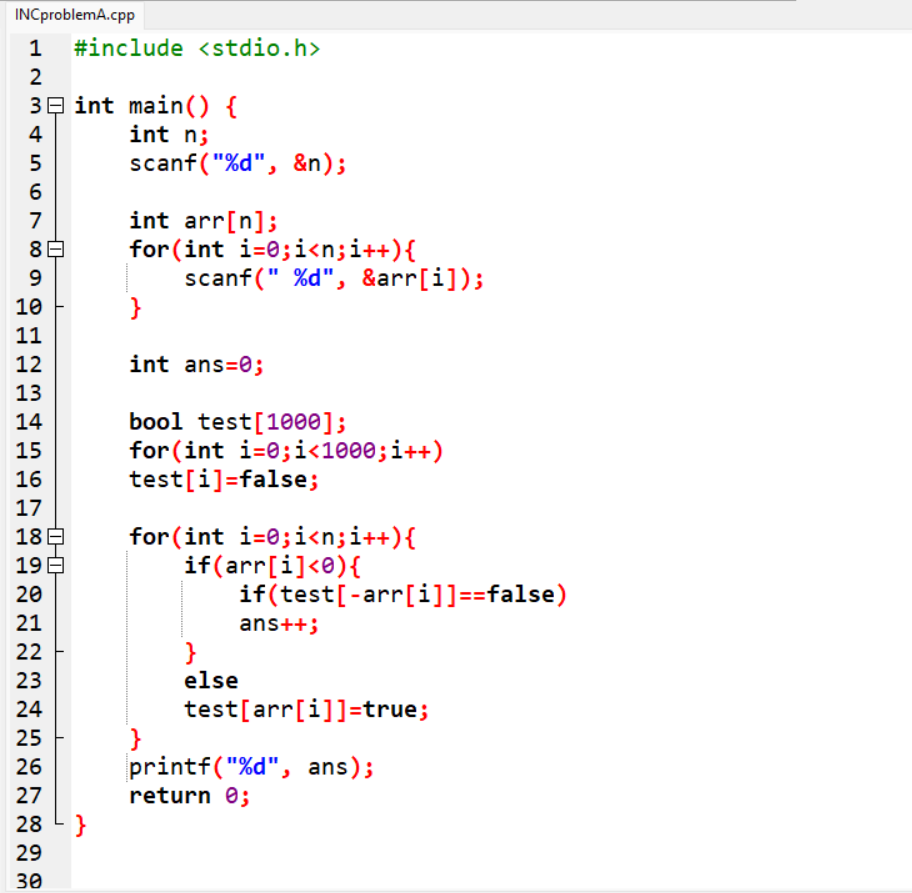 INCproblemA.cpp
1 #include <stdio.h>
2
3 int main() {
4     int n;
5     scanf("%d", &n);
6
7     int arr[n];
8     for(int i=0;i<n;i++){
9         scanf(" %d", &arr[i]);
10     }
11
12     int ans=0;
13
14     bool test[1000];
15     for(int i=0;i<1000;i++)
16     test[i]=false;
17
18     for(int i=0;i<n;i++){
19         if(arr[i]<0){
20             if(test[-arr[i]]==false)
21             ans++;
22         }
23         else
24         test[arr[i]]=true;
25     }
26     printf("%d", ans);
27     return 0;
28 }
29
30